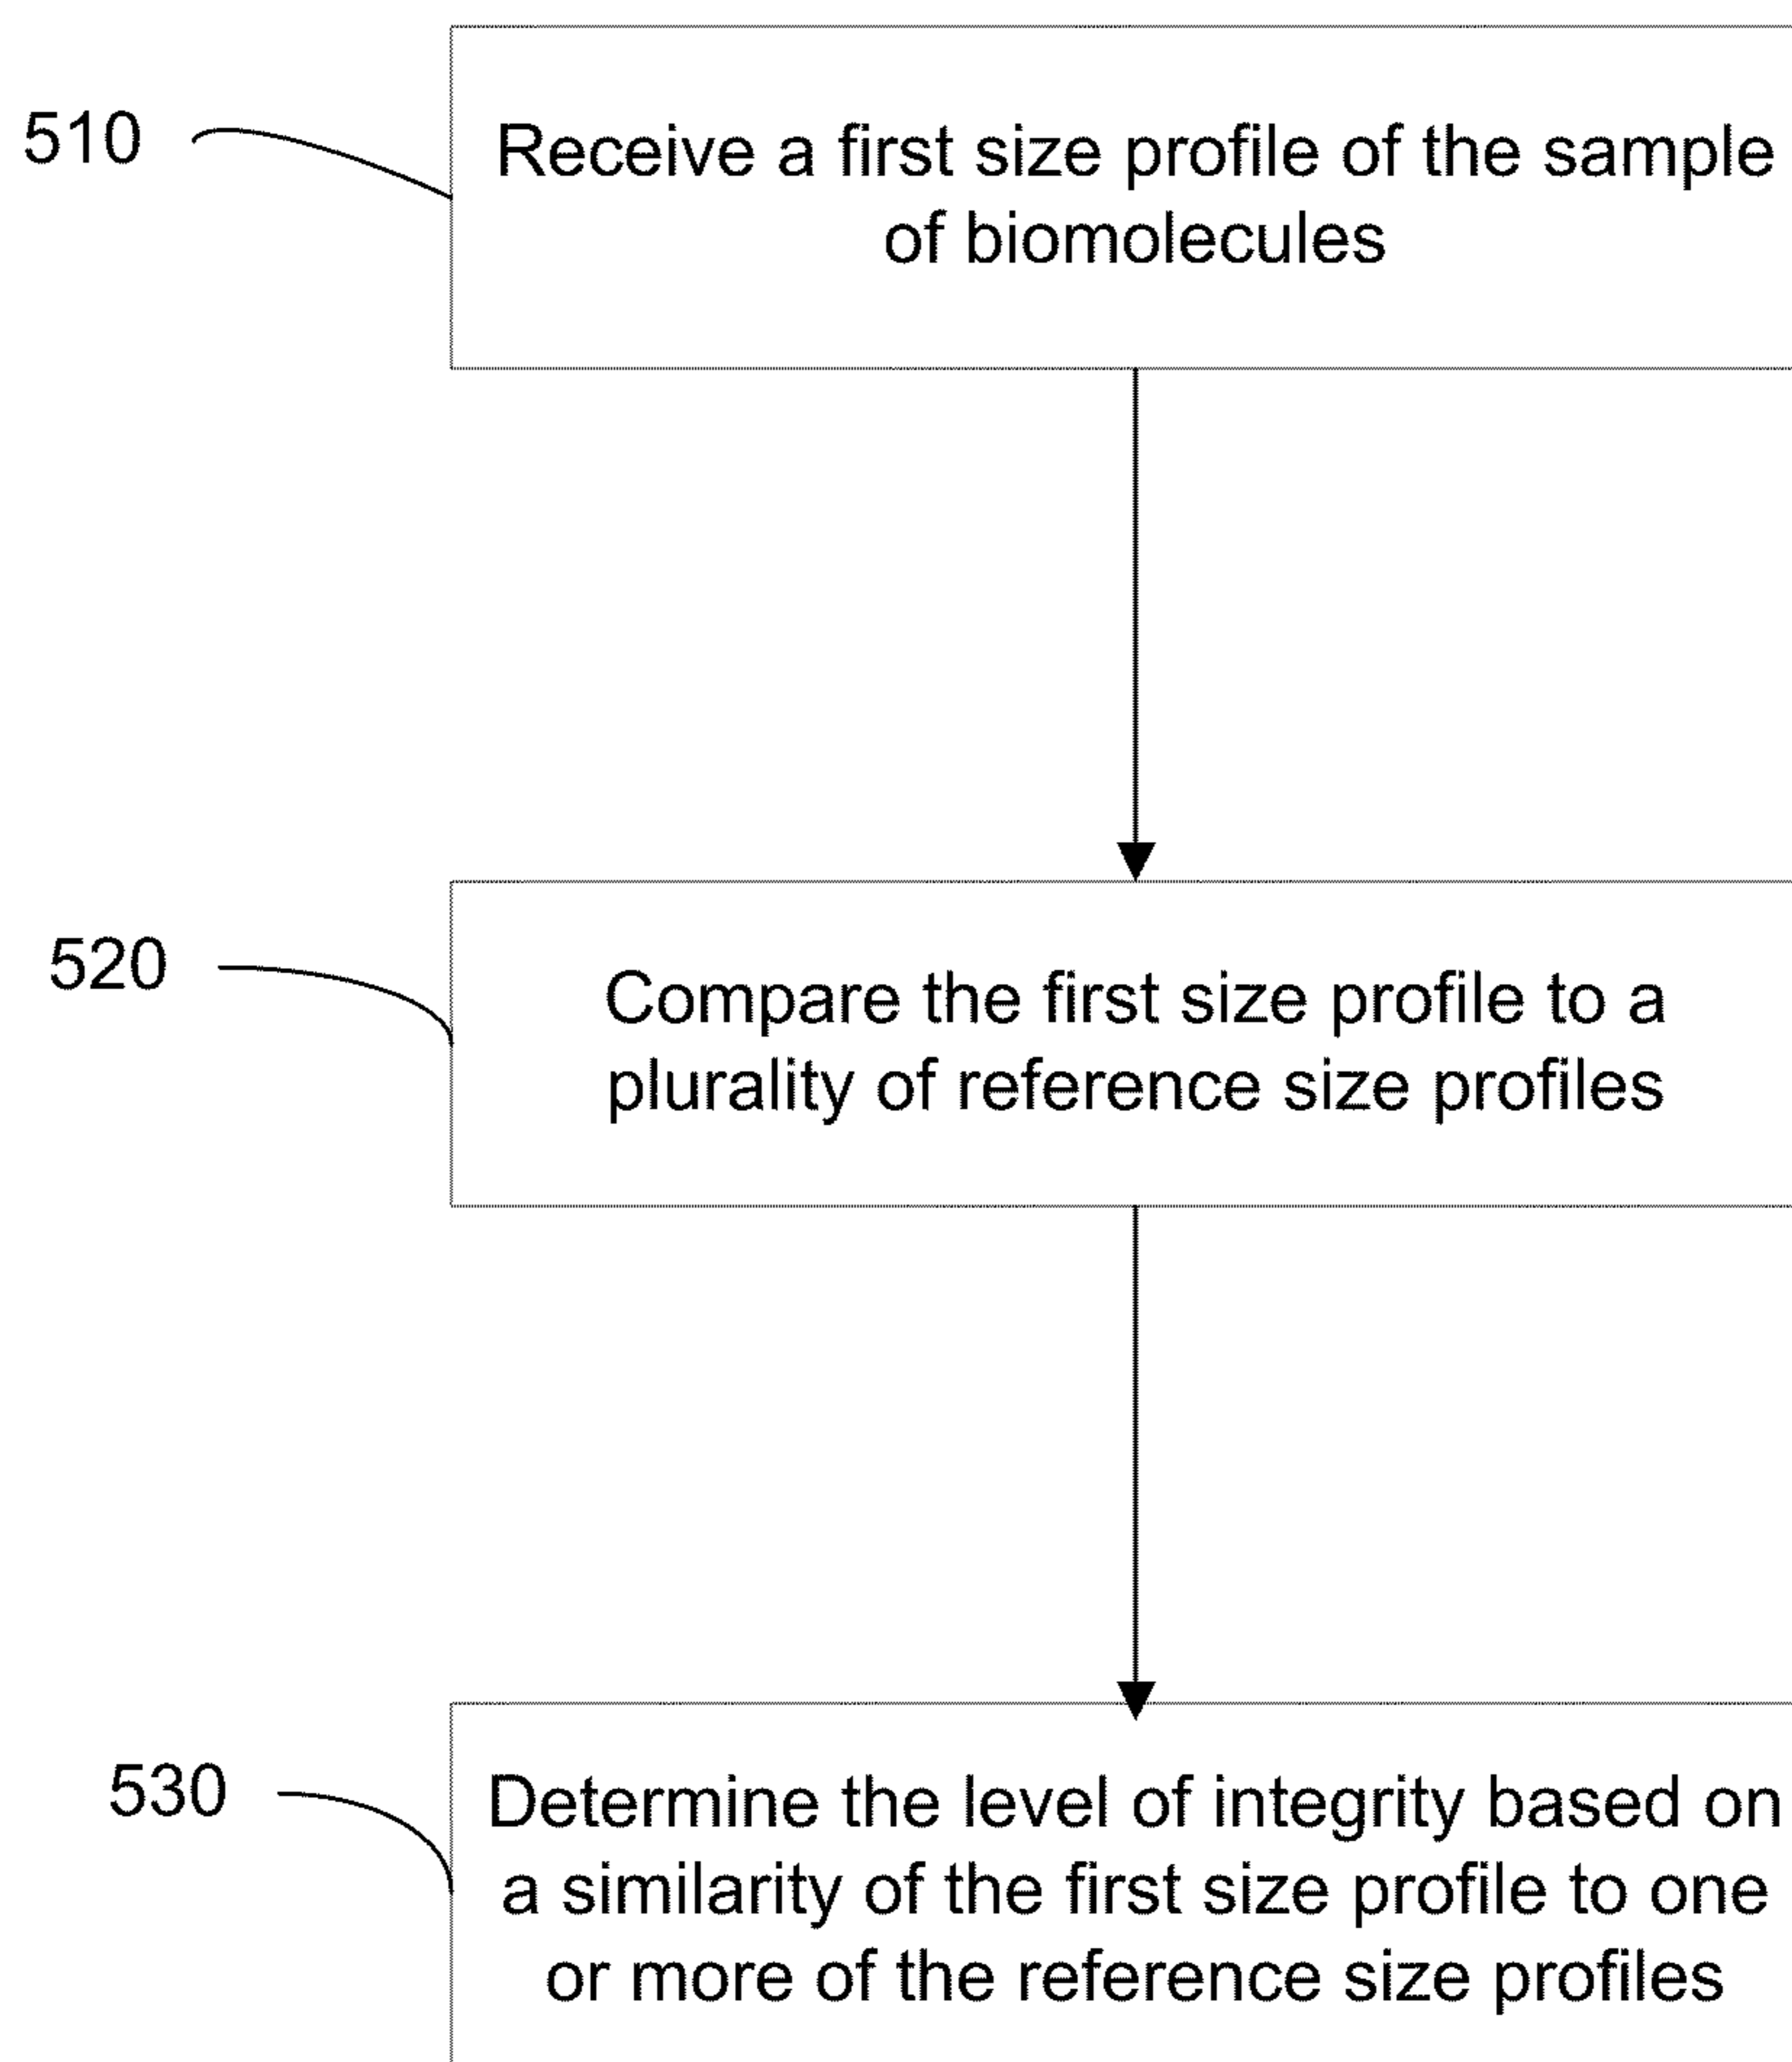 510
Receive a first size profile of the sample
of biomolecules
520
Compare the first size profile to a
plurality of reference size profiles
530
Determine the level of integrity based on
a similarity of the first size profile to one
or more of the reference size profiles